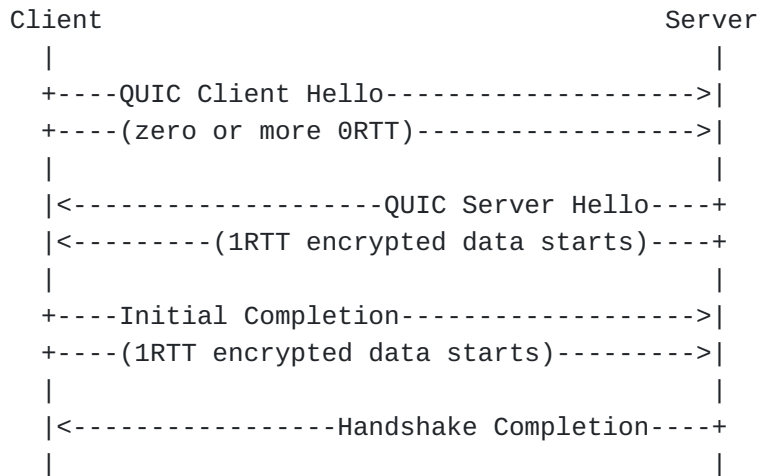 Client                                    Server
  |                                          |
  +----QUIC Client Hello-------------------->|
  +----(zero or more 0RTT)------------------>|
  |                                          |
  |<--------------------QUIC Server Hello----+
  |<---------(1RTT encrypted data starts)----+
  |                                          |
  +----Initial Completion------------------->|
  +----(1RTT encrypted data starts)--------->|
  |                                          |
  |<-----------------Handshake Completion----+
  |                                          |